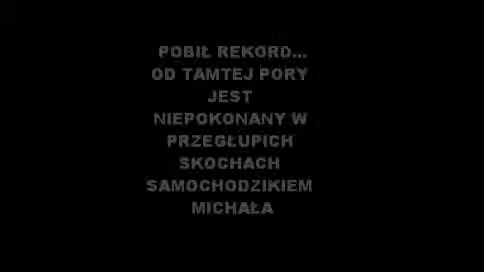 POBIŁ REKORD...
OD TAMTEJ PORY
JEST
NIEPOKONANY W
PRZEGŁUPICH
SKOCHACH
SAMOCHODZIKIEM
MICHAŁA